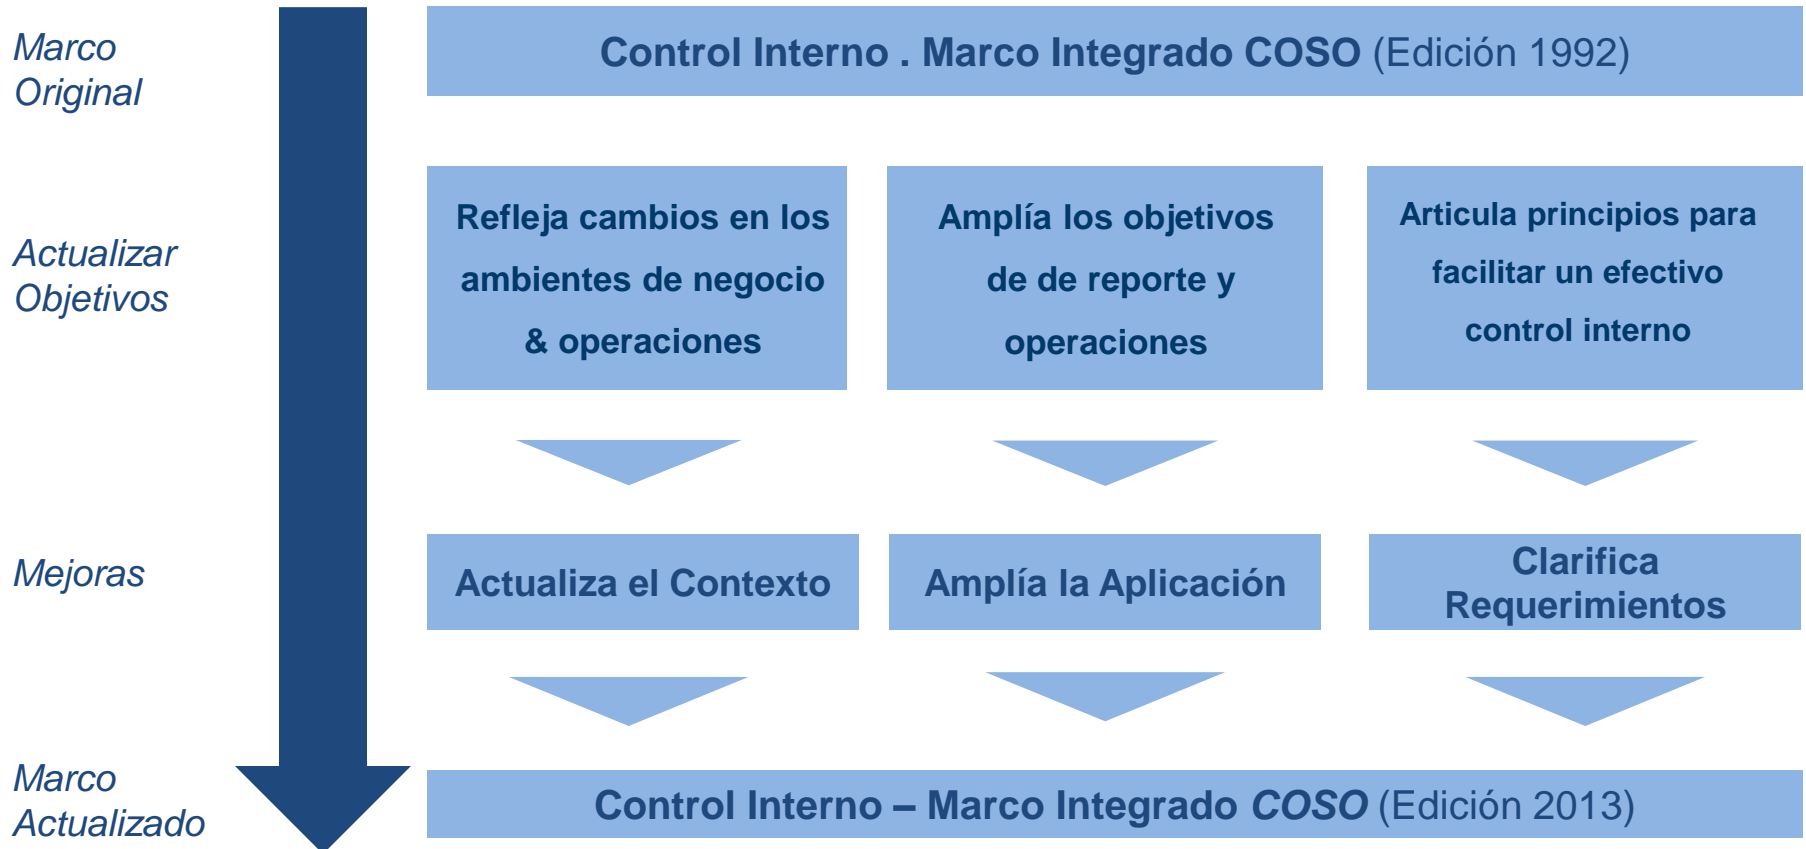 Marco
Original
Control Interno . Marco Integrado COSO (Edición 1992)
Actualizar
Objetivos
Refleja cambios en los
ambientes de negocio
& operaciones
Amplía los objetivos
de de reporte y
operaciones
Articula principios para
facilitar un efectivo
control interno
Mejoras
Actualiza el Contexto
Amplía la Aplicación
Clarifica
Requerimientos
Marco
Actualizado
Control Interno – Marco Integrado COSO (Edición 2013)